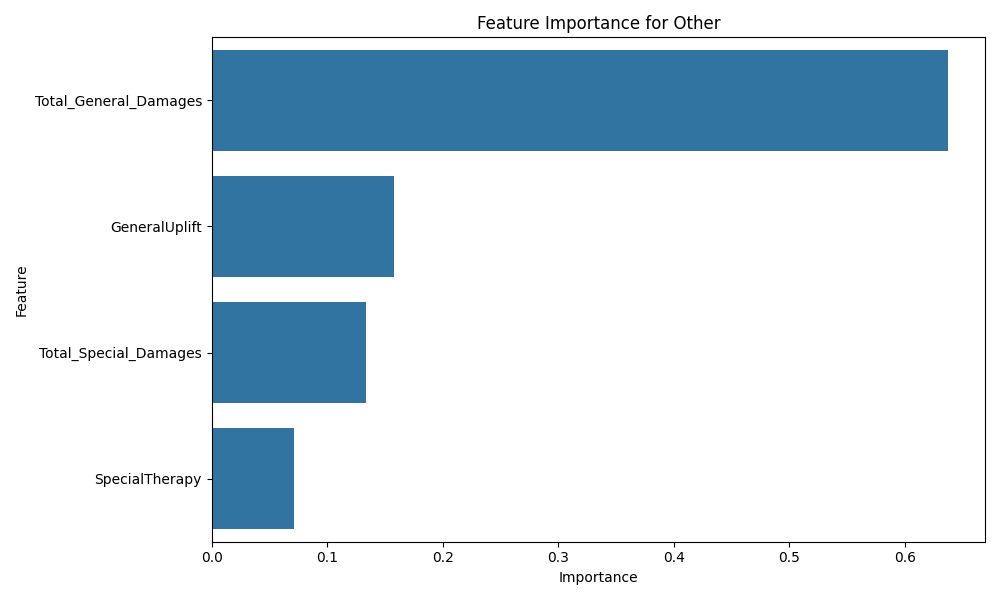 Feature Importance for Other
Feature
Total_General_Damages
GeneralUplift
Total_Special_Damages
SpecialTherapy
0.0 0.1 0.2 0.3 0.4 0.5 0.6
Importance